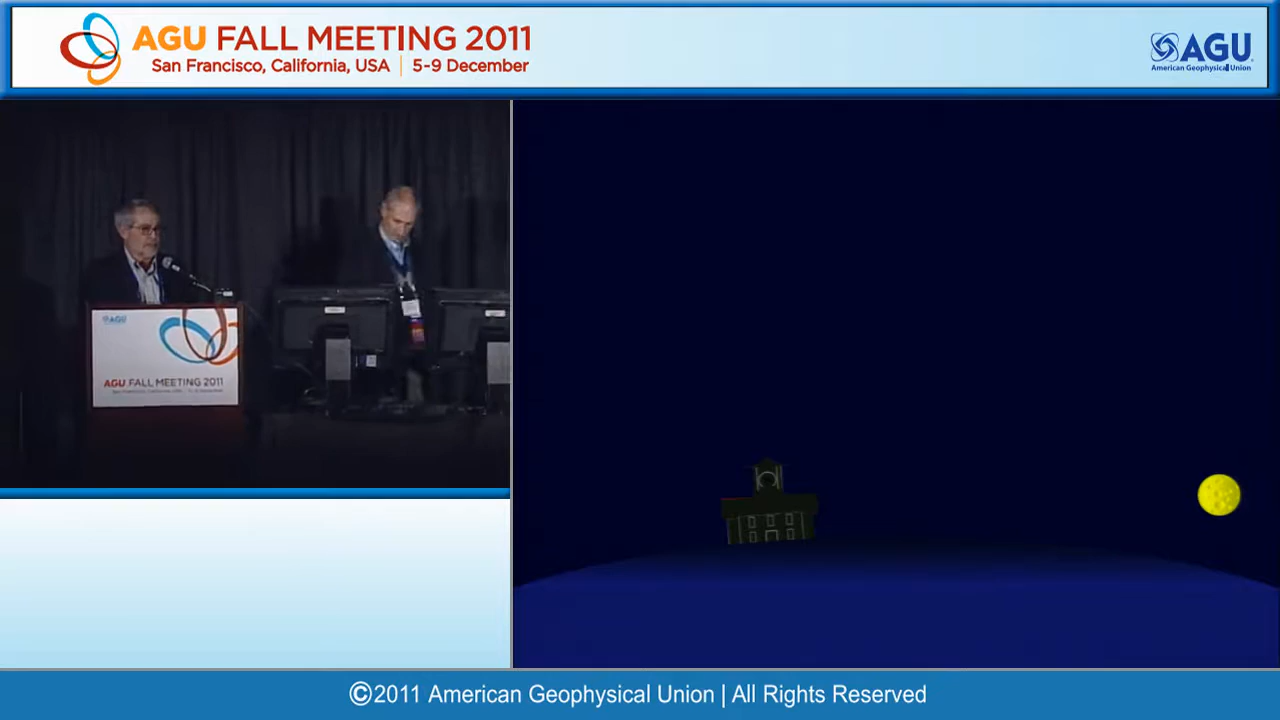 AGU FALL MEETING 2011
San Francisco, California, USA | 5-9 December
AGU
American Geophysical Union
AGU
AGU FALL MEETING 2011
©2011 American Geophysical Union | All Rights Reserved